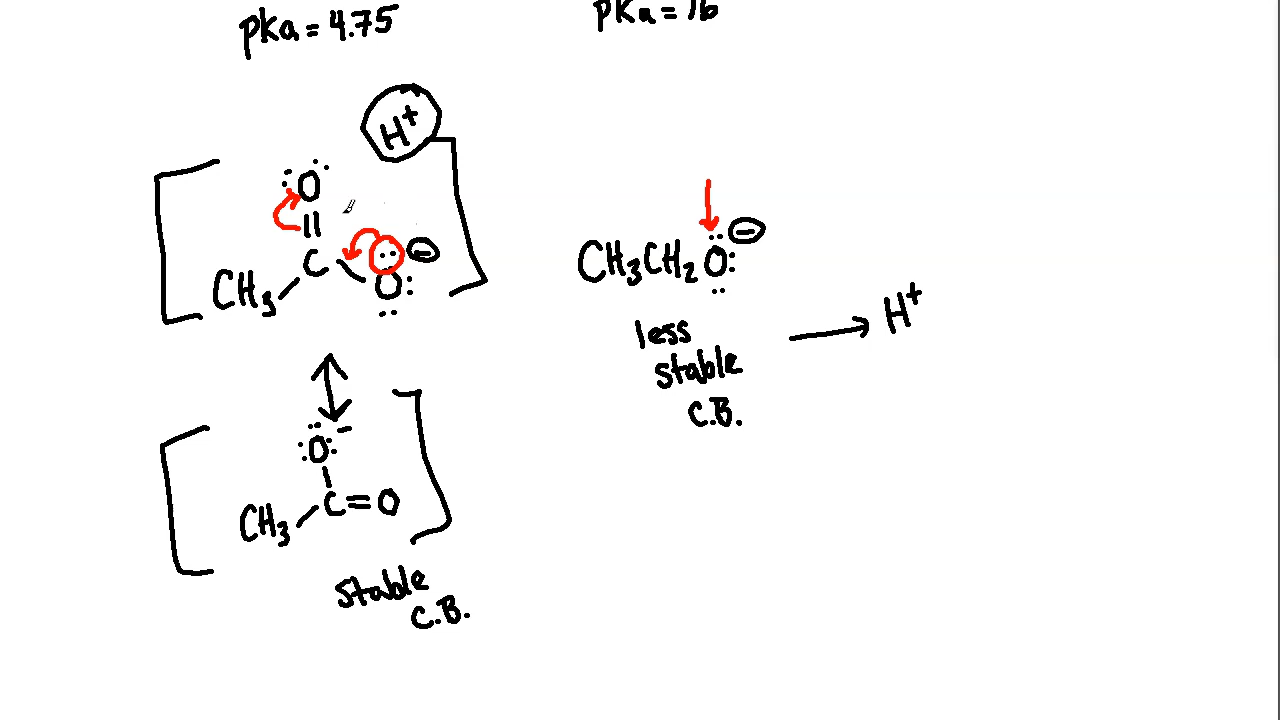 pka = 4.75
pka = 16
H+
:Ö
||
C
⊖
CH3
O:
CH3CH2O:
⊖
less
stable
C.B.
H+
:O:-
C=O
CH3
stable
C.B.